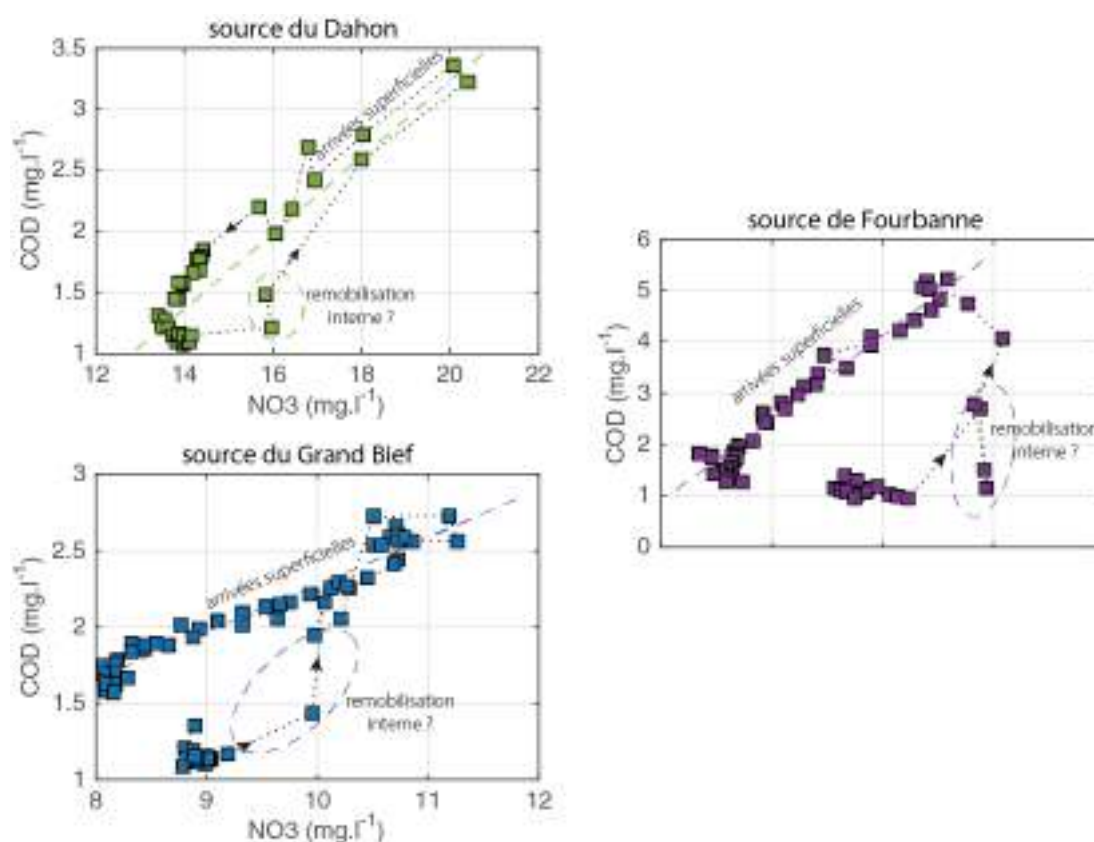 source du Dahon
3.5
3
2.5
2
1.5
1
COD (mg.l-1)
arrivées superficielles
remobilisation
interne ?
12 14 16 18 20 22
NO3 (mg.l-1)
source du Grand Bief
3
2.5
2
1.5
1
COD (mg.l-1)
arrivées superficielles
remobilisation
interne ?
8 9 10 11 12
NO3 (mg.l-1)
source de Fourbanne
6
5
4
3
2
1
0
COD (mg.l-1)
arrivées superficielles
remobilisation
interne ?